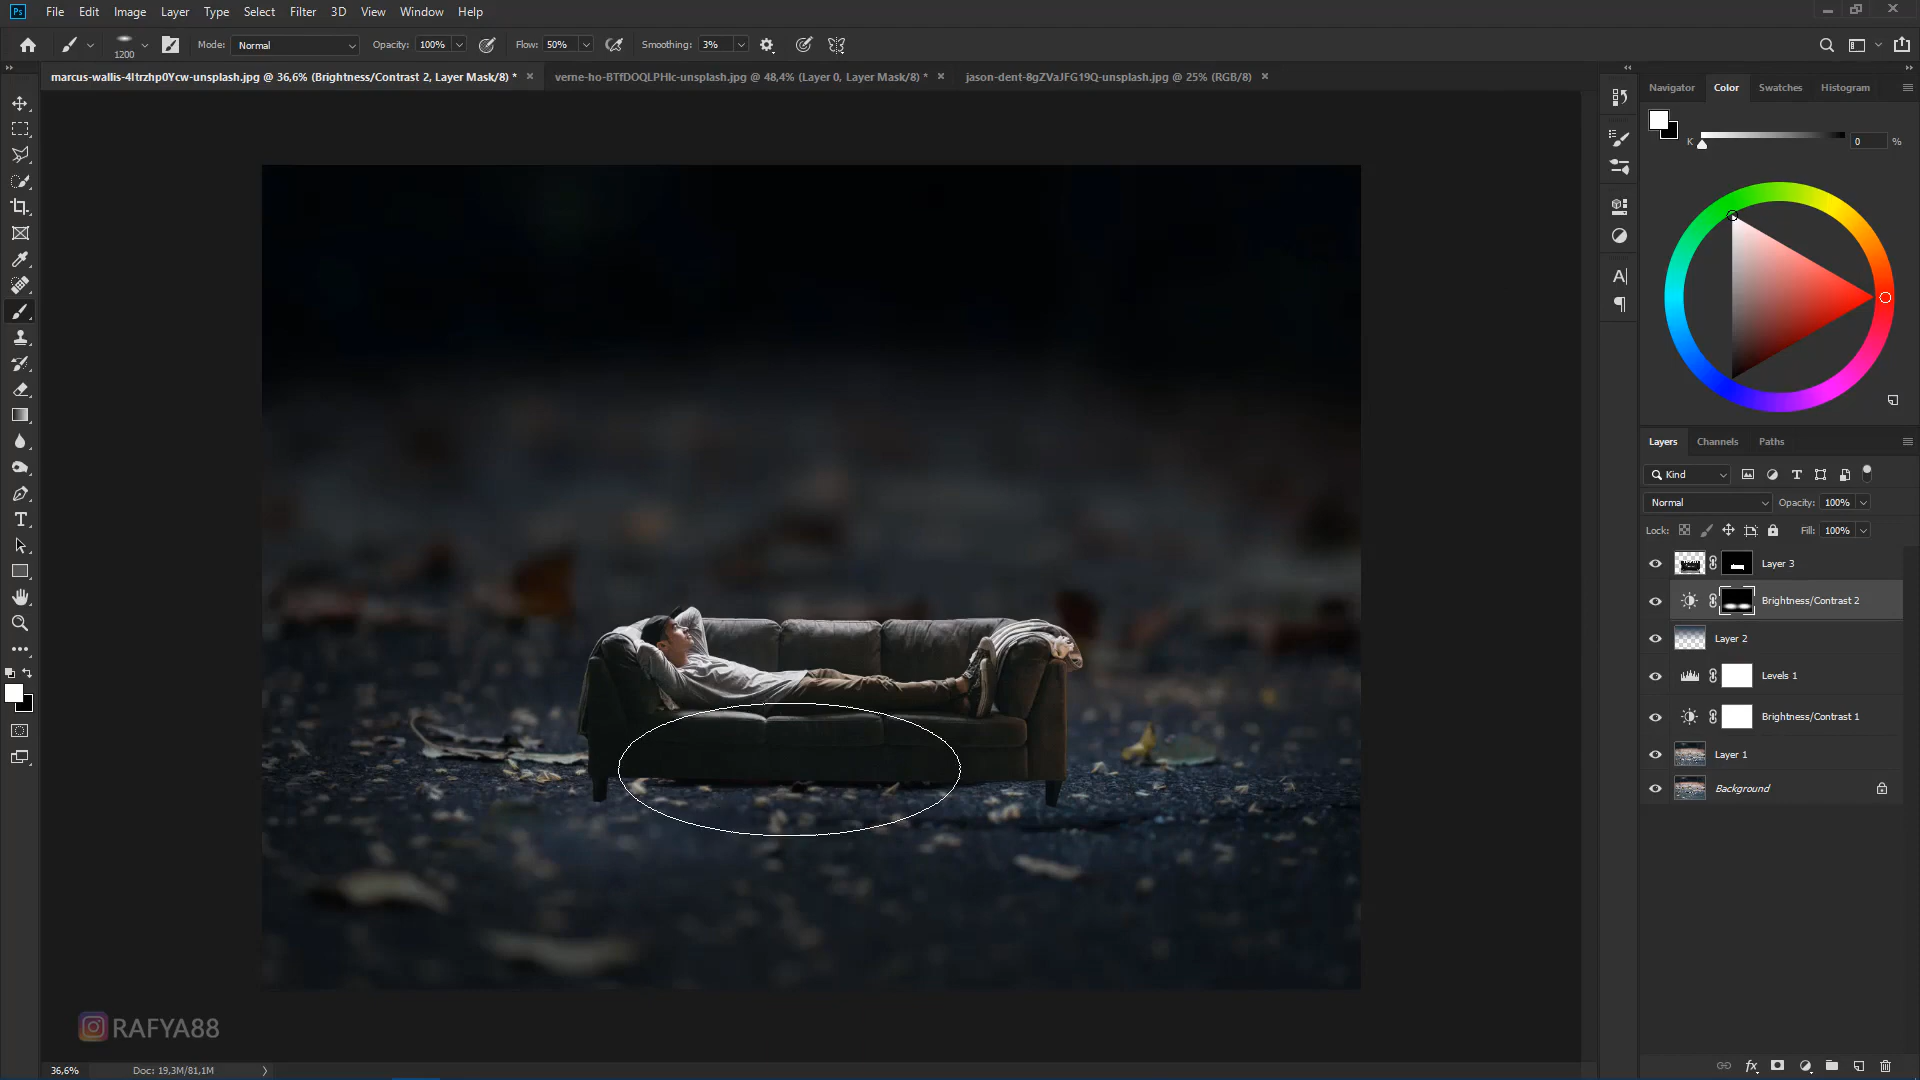 Ps File Edit Image Layer Type Select Filter 3D View Window Help
1200 Mode: Normal Opacity: 100% Flow: 50% Smoothing: 3%
marcus-wallis-4ltrzhp0Ycw-unsplash.jpg @ 36,6% (Brightness/Contrast 2, Layer Mask/8) * × verne-ho-BTfDOQLPHlc-unsplash.jpg @ 48,4% (Layer 0, Layer Mask/8) * × jason-dent-8gZVaJFG19Q-unsplash.jpg @ 25% (RGB/8) ×
Navigator Color Swatches Histogram
K 0 %
Layers Channels Paths
Kind
Normal Opacity: 100%
Lock: Fill: 100%
Layer 3
Brightness/Contrast 2
Layer 2
Levels 1
Brightness/Contrast 1
Layer 1
Background
RAFYA88
36,6% Doc: 19,3M/81,1M